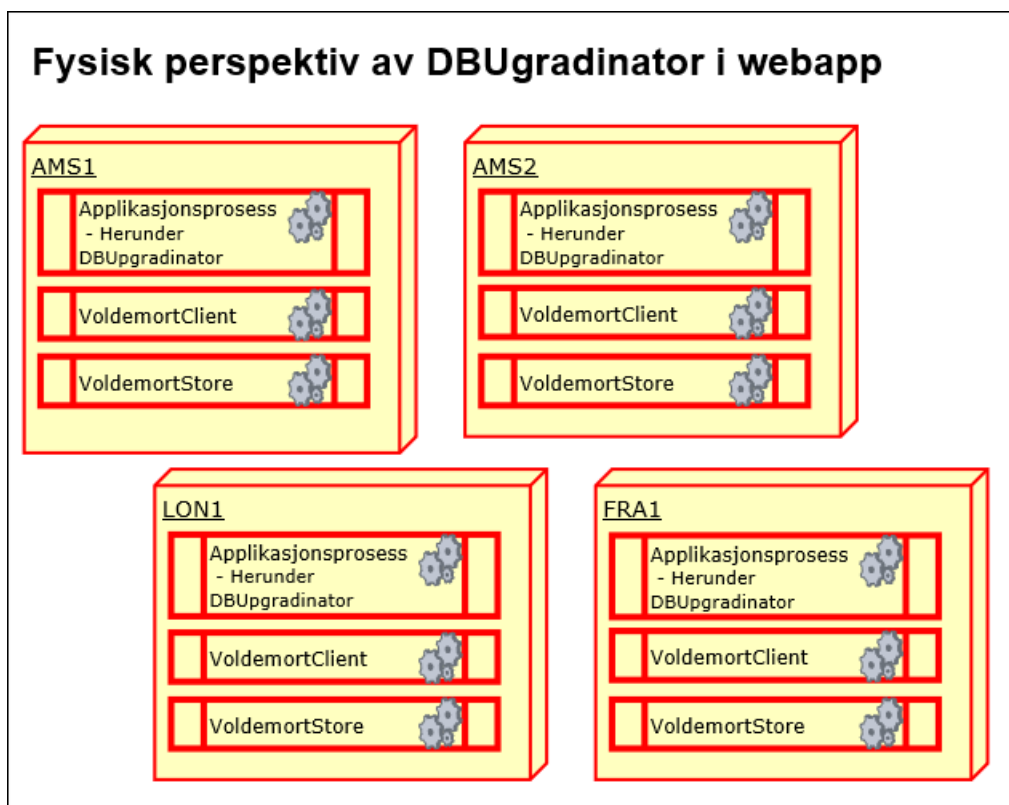 Fysisk perspektiv av DBUgradinator i webapp
AMS1
Applikasjonsprosess
- Herunder
DBUpgradinator
VoldemortClient
VoldemortStore
AMS2
Applikasjonsprosess
- Herunder
DBUpgradinator
VoldemortClient
VoldemortStore
LON1
Applikasjonsprosess
- Herunder
DBUpgradinator
VoldemortClient
VoldemortStore
FRA1
Applikasjonsprosess
- Herunder
DBUpgradinator
VoldemortClient
VoldemortStore